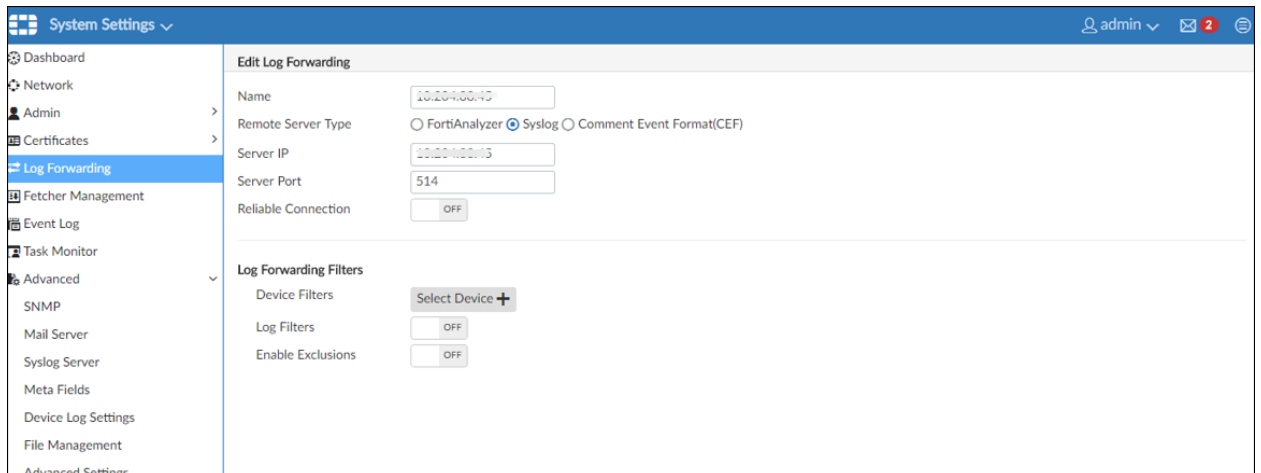 System Settings
admin
2
Dashboard
Network
Admin
Certificates
Log Forwarding
Fetcher Management
Event Log
Task Monitor
Advanced
SNMP
Mail Server
Syslog Server
Meta Fields
Device Log Settings
File Management
Advanced Settings
Edit Log Forwarding
Name
Remote Server Type FortiAnalyzer Syslog Comment Event Format(CEF)
Server IP
Server Port 514
Reliable Connection OFF
Log Forwarding Filters
Device Filters Select Device
Log Filters OFF
Enable Exclusions OFF